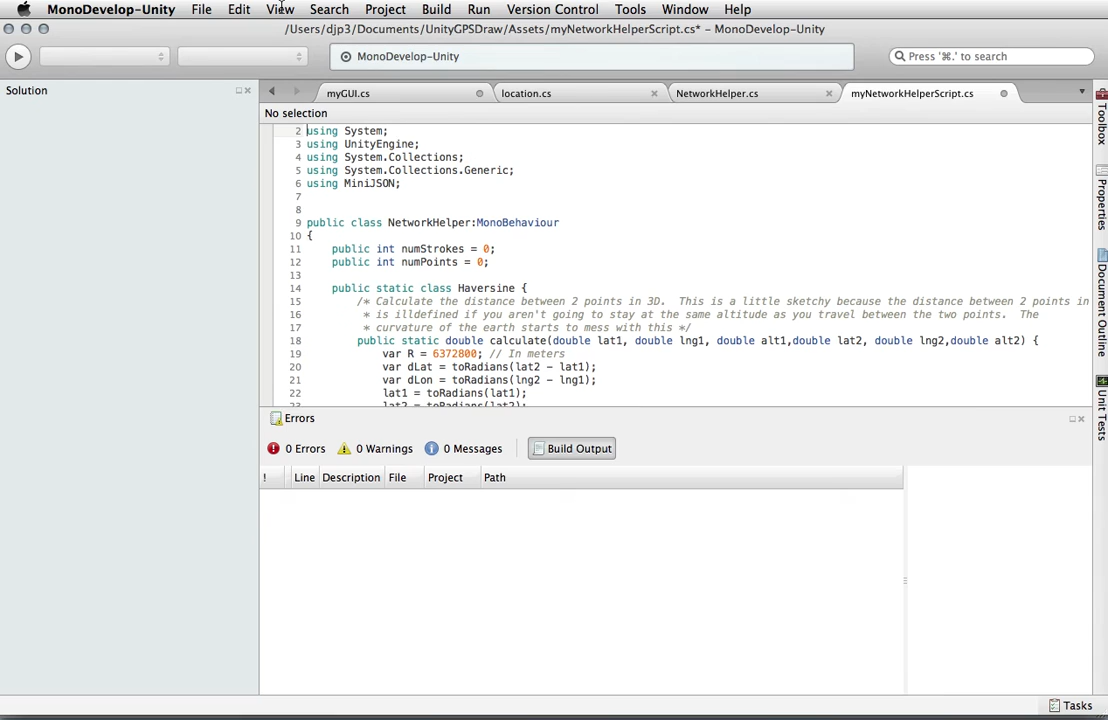 MonoDevelop-Unity File Edit View Search Project Build Run Version Control Tools Window Help
/Users/djp3/Documents/UnityGPSDraw/Assets/myNetworkHelperScript.cs* - MonoDevelop-Unity
MonoDevelop-Unity Press '⌘.' to search
Solution myGUI.cs location.cs NetworkHelper.cs myNetworkHelperScript.cs
No selection
2 using System;
3 using UnityEngine;
4 using System.Collections;
5 using System.Collections.Generic;
6 using MiniJSON;
7
8
9 public class NetworkHelper:MonoBehaviour
10 {
11 public int numStrokes = 0;
12 public int numPoints = 0;
13
14 public static class Haversine {
15 /* Calculate the distance between 2 points in 3D. This is a little sketchy because the distance between 2 points in
16 * is illdefined if you aren't going to stay at the same altitude as you travel between the two points. The
17 * curvature of the earth starts to mess with this */
18 public static double calculate(double lat1, double lng1, double alt1,double lat2, double lng2,double alt2) {
19 var R = 6372800; // In meters
20 var dLat = toRadians(lat2 - lat1);
21 var dLon = toRadians(lng2 - lng1);
22 lat1 = toRadians(lat1);
23 lat2 = toRadians(lat2);
Toolbox
Properties
Document Outline
Unit Tests
Errors
0 Errors 0 Warnings 0 Messages Build Output
! Line Description File Project Path
Tasks